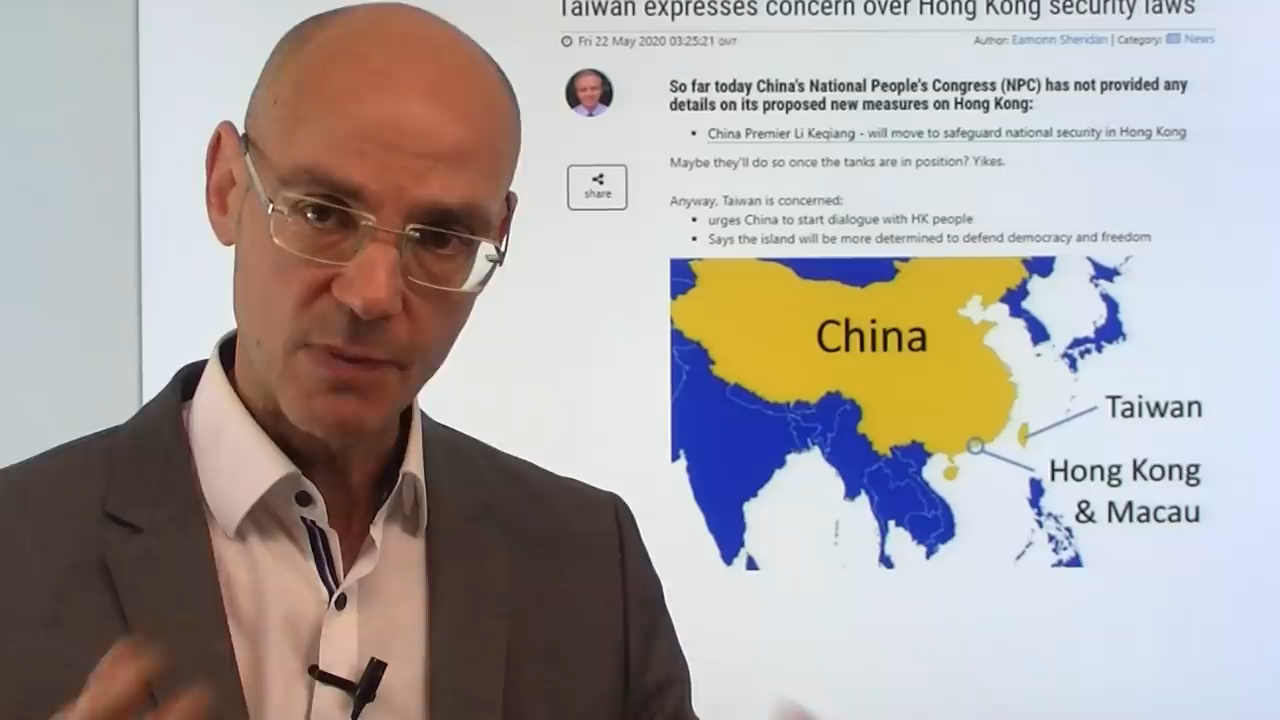 Taiwan expresses concern over Hong Kong security laws
Fri 22 May 2020 03:25:21 GMT
Author: Eamonn Sheridan | Category: News
So far today China's National People's Congress (NPC) has not provided any
details on its proposed new measures on Hong Kong:
• China Premier Li Keqiang - will move to safeguard national security in Hong Kong
share
Maybe they'll do so once the tanks are in position? Yikes.
Anyway, Taiwan is concerned:
• urges China to start dialogue with HK people
• Says the island will be more determined to defend democracy and freedom
China
Taiwan
Hong Kong
& Macau